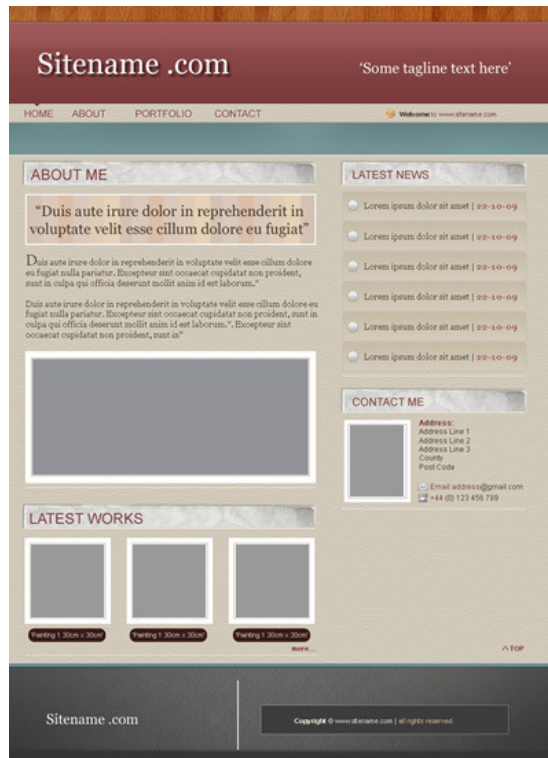 Sitename .com
‘Some tagline text here’
HOME ABOUT PORTFOLIO CONTACT
Welcome to www.sitename.com
ABOUT ME
“Duis aute irure dolor in reprehenderit in
voluptate velit esse cillum dolore eu fugiat”
Duis aute irure dolor in reprehenderit in voluptate velit esse cillum dolore
eu fugiat nulla pariatur. Excepteur sint occaecat cupidatat non proident,
sunt in culpa qui officia deserunt mollit anim id est laborum."
Duis aute irure dolor in reprehenderit in voluptate velit esse cillum dolore eu
fugiat nulla pariatur. Excepteur sint occaecat cupidatat non proident, sunt in
culpa qui officia deserunt mollit anim id est laborum.". Excepteur sint
occaecat cupidatat non proident, sunt in"
LATEST WORKS
'Painting 1 30cm x 30cm'
'Painting 1 30cm x 30cm'
'Painting 1 30cm x 30cm'
more...
LATEST NEWS
Lorem ipsum dolor sit amet | 22-10-09
Lorem ipsum dolor sit amet | 22-10-09
Lorem ipsum dolor sit amet | 22-10-09
Lorem ipsum dolor sit amet | 22-10-09
Lorem ipsum dolor sit amet | 22-10-09
Lorem ipsum dolor sit amet | 22-10-09
CONTACT ME
Address:
Address Line 1
Address Line 2
Address Line 3
County
Post Code
Email address@gmail.com
+44 (0) 123 456 789
TOP
Sitename .com
Copyright © www.sitename.com | all rights reserved.